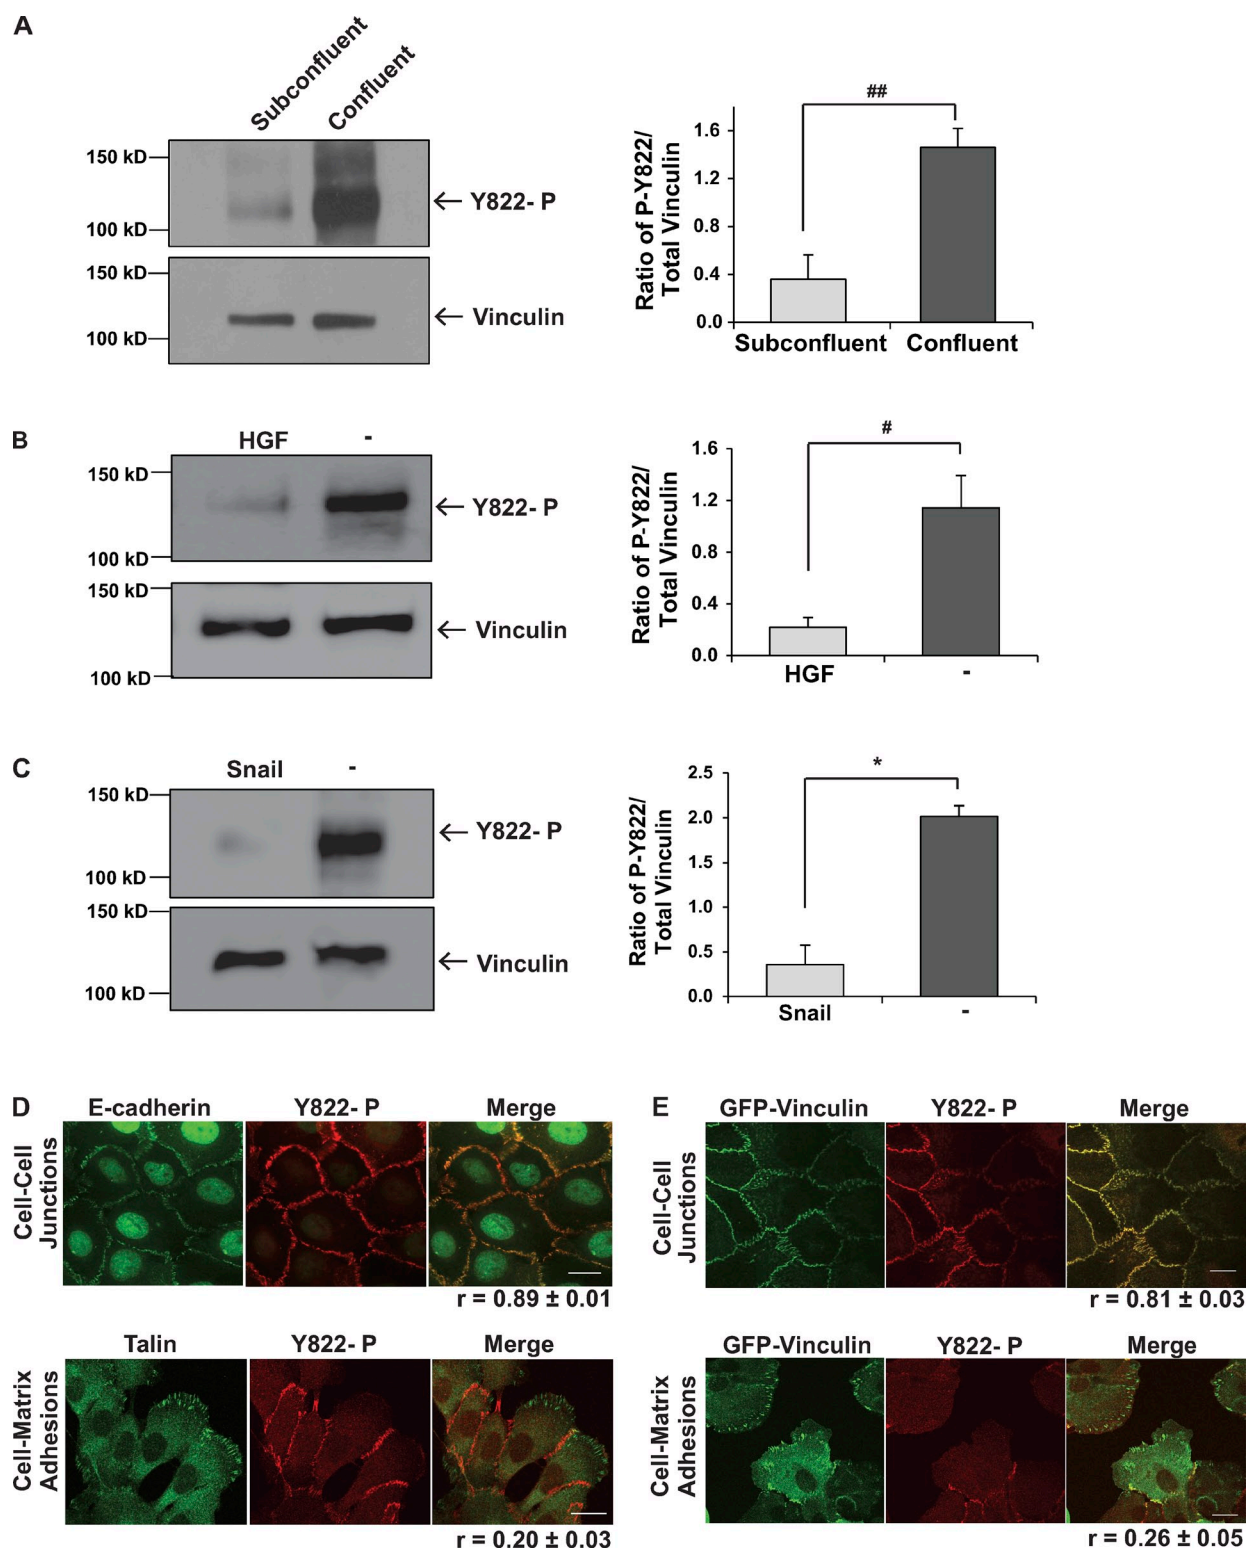 A
Subconfluent
Confluent
150 kD
Y822- P
100 kD
150 kD
Vinculin
100 kD
##
Ratio of P-Y822/
Total Vinculin
1.6
1.2
0.8
0.4
0.0
Subconfluent Confluent
B
HGF -
150 kD
Y822- P
100 kD
150 kD
Vinculin
100 kD
#
Ratio of P-Y822/
Total Vinculin
1.6
1.2
0.8
0.4
0.0
HGF -
C
Snail -
150 kD
Y822- P
100 kD
150 kD
Vinculin
100 kD
*
Ratio of P-Y822/
Total Vinculin
2.5
2.0
1.5
1.0
0.5
0.0
Snail -
D
E-cadherin Y822- P Merge
Cell-Cell
Junctions
r = 0.89 ± 0.01
Talin Y822- P Merge
Cell-Matrix
Adhesions
r = 0.20 ± 0.03
E
GFP-Vinculin Y822- P Merge
Cell-Cell
Junctions
r = 0.81 ± 0.03
GFP-Vinculin Y822- P Merge
Cell-Matrix
Adhesions
r = 0.26 ± 0.05